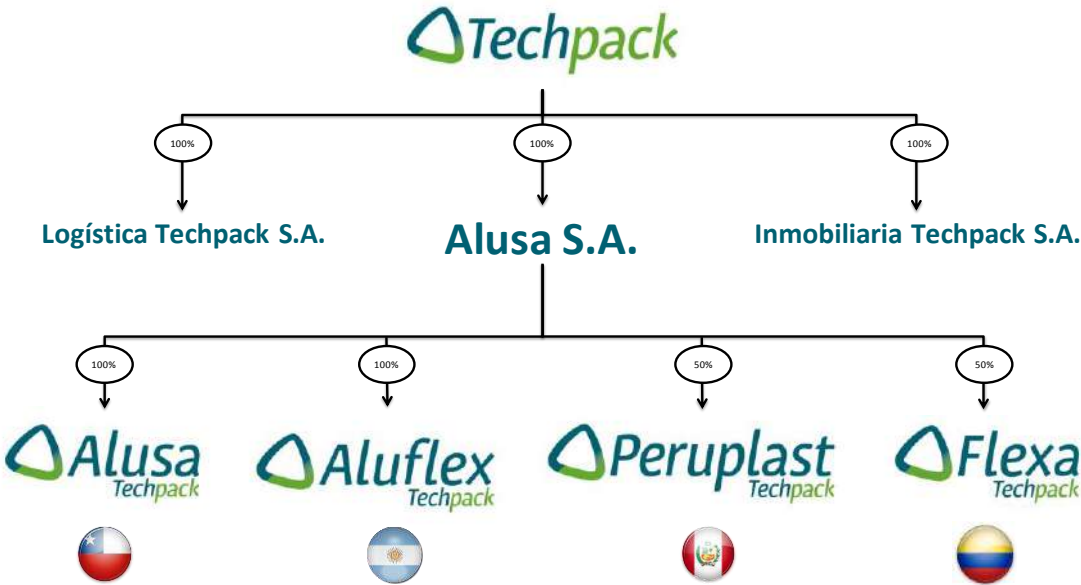 Techpack
100%
100%
100%
Logística Techpack S.A.
Alusa S.A.
Inmobiliaria Techpack S.A.
100%
100%
50%
50%
Alusa
Techpack
Aluflex
Techpack
Peruplast
Techpack
Flexa
Techpack